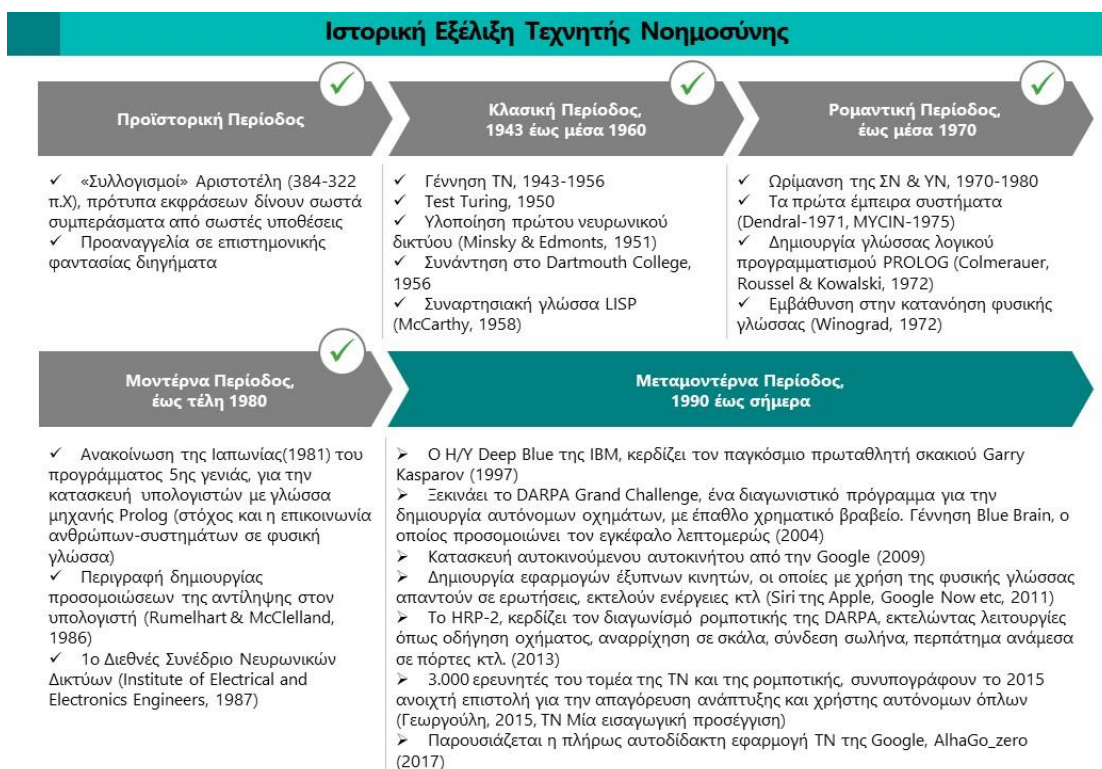 Ιστορική Εξέλιξη Τεχνητής Νοημοσύνης
Προϊστορική Περίοδος
Κλασική Περίοδος,
1943 έως μέσα 1960
Ρομαντική Περίοδος,
έως μέσα 1970
✓ «Συλλογισμοί» Αριστοτέλη (384-322
π.Χ), πρότυπα εκφράσεων δίνουν σωστά
συμπεράσματα από σωστές υποθέσεις
✓ Προαναγγελία σε επιστημονικής
φαντασίας διηγήματα
✓ Γέννηση ΤΝ, 1943-1956
✓ Test Turing, 1950
✓ Υλοποίηση πρώτου νευρωνικού
δικτύου (Minsky & Edmonts, 1951)
✓ Συνάντηση στο Dartmouth College,
1956
✓ Συναρτησιακή γλώσσα LISP
(McCarthy, 1958)
✓ Ωρίμανση της ΣΝ & ΥΝ, 1970-1980
✓ Τα πρώτα έμπειρα συστήματα
(Dendral-1971, MYCIN-1975)
✓ Δημιουργία γλώσσας λογικού
προγραμματισμού PROLOG (Colmerauer,
Roussel & Kowalski, 1972)
✓ Εμβάθυνση στην κατανόηση φυσικής
γλώσσας (Winograd, 1972)
Μοντέρνα Περίοδος,
έως τέλη 1980
Μεταμοντέρνα Περίοδος,
1990 έως σήμερα
✓ Ανακοίνωση της Ιαπωνίας(1981) του
προγράμματος 5ης γενιάς, για την
κατασκευή υπολογιστών με γλώσσα
μηχανής Prolog (στόχος και η επικοινωνία
ανθρώπων-συστημάτων σε φυσική
γλώσσα)
✓ Περιγραφή δημιουργίας
προσομοιώσεων της αντίληψης στον
υπολογιστή (Rumelhart & McClelland,
1986)
✓ 1ο Διεθνές Συνέδριο Νευρωνικών
Δικτύων (Institute of Electrical and
Electronics Engineers, 1987)
➢ Ο Η/Υ Deep Blue της IBM, κερδίζει τον παγκόσμιο πρωταθλητή σκακιού Garry
Kasparov (1997)
➢ Ξεκινάει το DARPA Grand Challenge, ένα διαγωνιστικό πρόγραμμα για την
δημιουργία αυτόνομων οχημάτων, με έπαθλο χρηματικό βραβείο. Γέννηση Blue Brain, ο
οποίος προσομοιώνει τον εγκέφαλο λεπτομερώς (2004)
➢ Κατασκευή αυτοκινούμενου αυτοκινήτου από την Google (2009)
➢ Δημιουργία εφαρμογών έξυπνων κινητών, οι οποίες με χρήση της φυσικής γλώσσας
απαντούν σε ερωτήσεις, εκτελούν ενέργειες κτλ (Siri της Apple, Google Now etc, 2011)
➢ Το HRP-2, κερδίζει τον διαγωνίσμό ρομποτικής της DARPA, εκτελώντας λειτουργίες
όπως οδήγηση οχήματος, αναρρίχηση σε σκάλα, σύνδεση σωλήνα, περπάτημα ανάμεσα
σε πόρτες κτλ. (2013)
➢ 3.000 ερευνητές του τομέα της ΤΝ και της ρομποτικής, συνυπογράφουν το 2015
ανοιχτή επιστολή για την απαγόρευση ανάπτυξης και χρήστης αυτόνομων όπλων
(Γεωργούλη, 2015, ΤΝ Μία εισαγωγική προσέγγιση)
➢ Παρουσιάζεται η πλήρως αυτοδίδακτη εφαρμογή ΤΝ της Google, AlhaGo_zero
(2017)